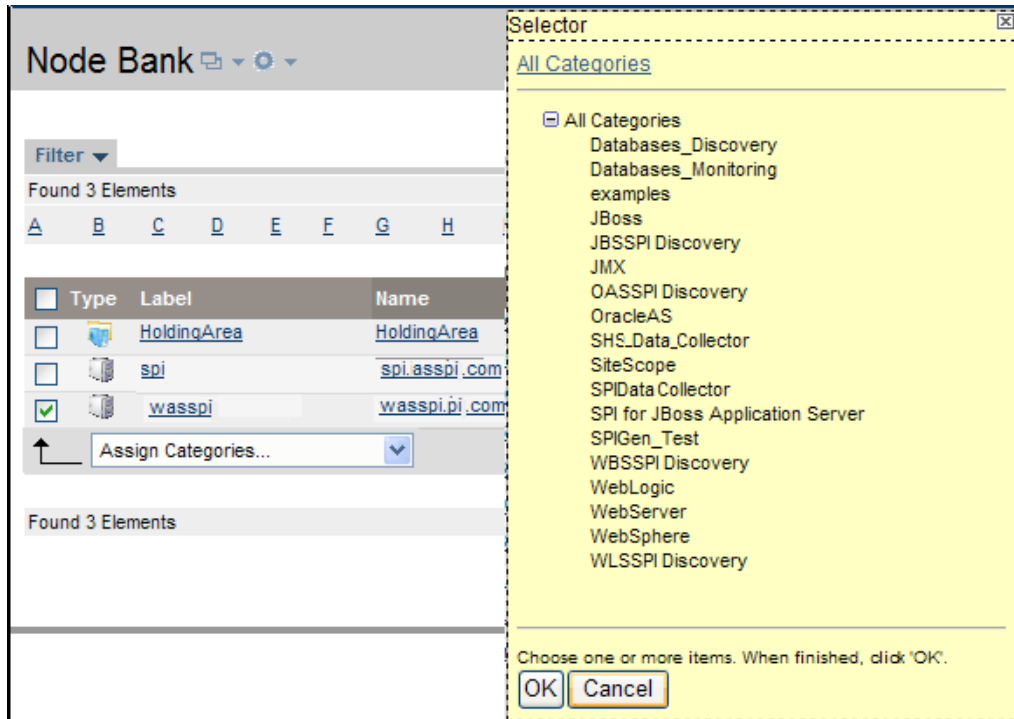 Node Bank
Filter
Found 3 Elements
A B C D E F G H
Type Label Name
HoldingArea HoldingArea
spi spi.asspi.com
wasspi wasspi.pi.com
Assign Categories...
Found 3 Elements
Selector
All Categories
All Categories
Databases_Discovery
Databases_Monitoring
examples
JBoss
JBSSPI Discovery
JMX
OASSPI Discovery
OracleAS
SHS_Data_Collector
SiteScope
SPIData Collector
SPI for JBoss Application Server
SPIGen_Test
WBSSPI Discovery
WebLogic
WebServer
WebSphere
WLSSPI Discovery
Choose one or more items. When finished, click 'OK'.
OK Cancel